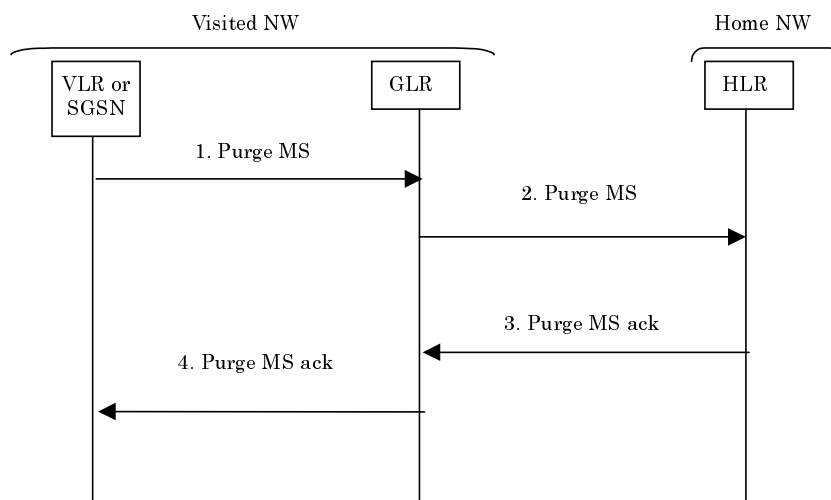 Visited NW
Home NW
VLR or
SGSN
GLR
HLR
1. Purge MS
2. Purge MS
3. Purge MS ack
4. Purge MS ack